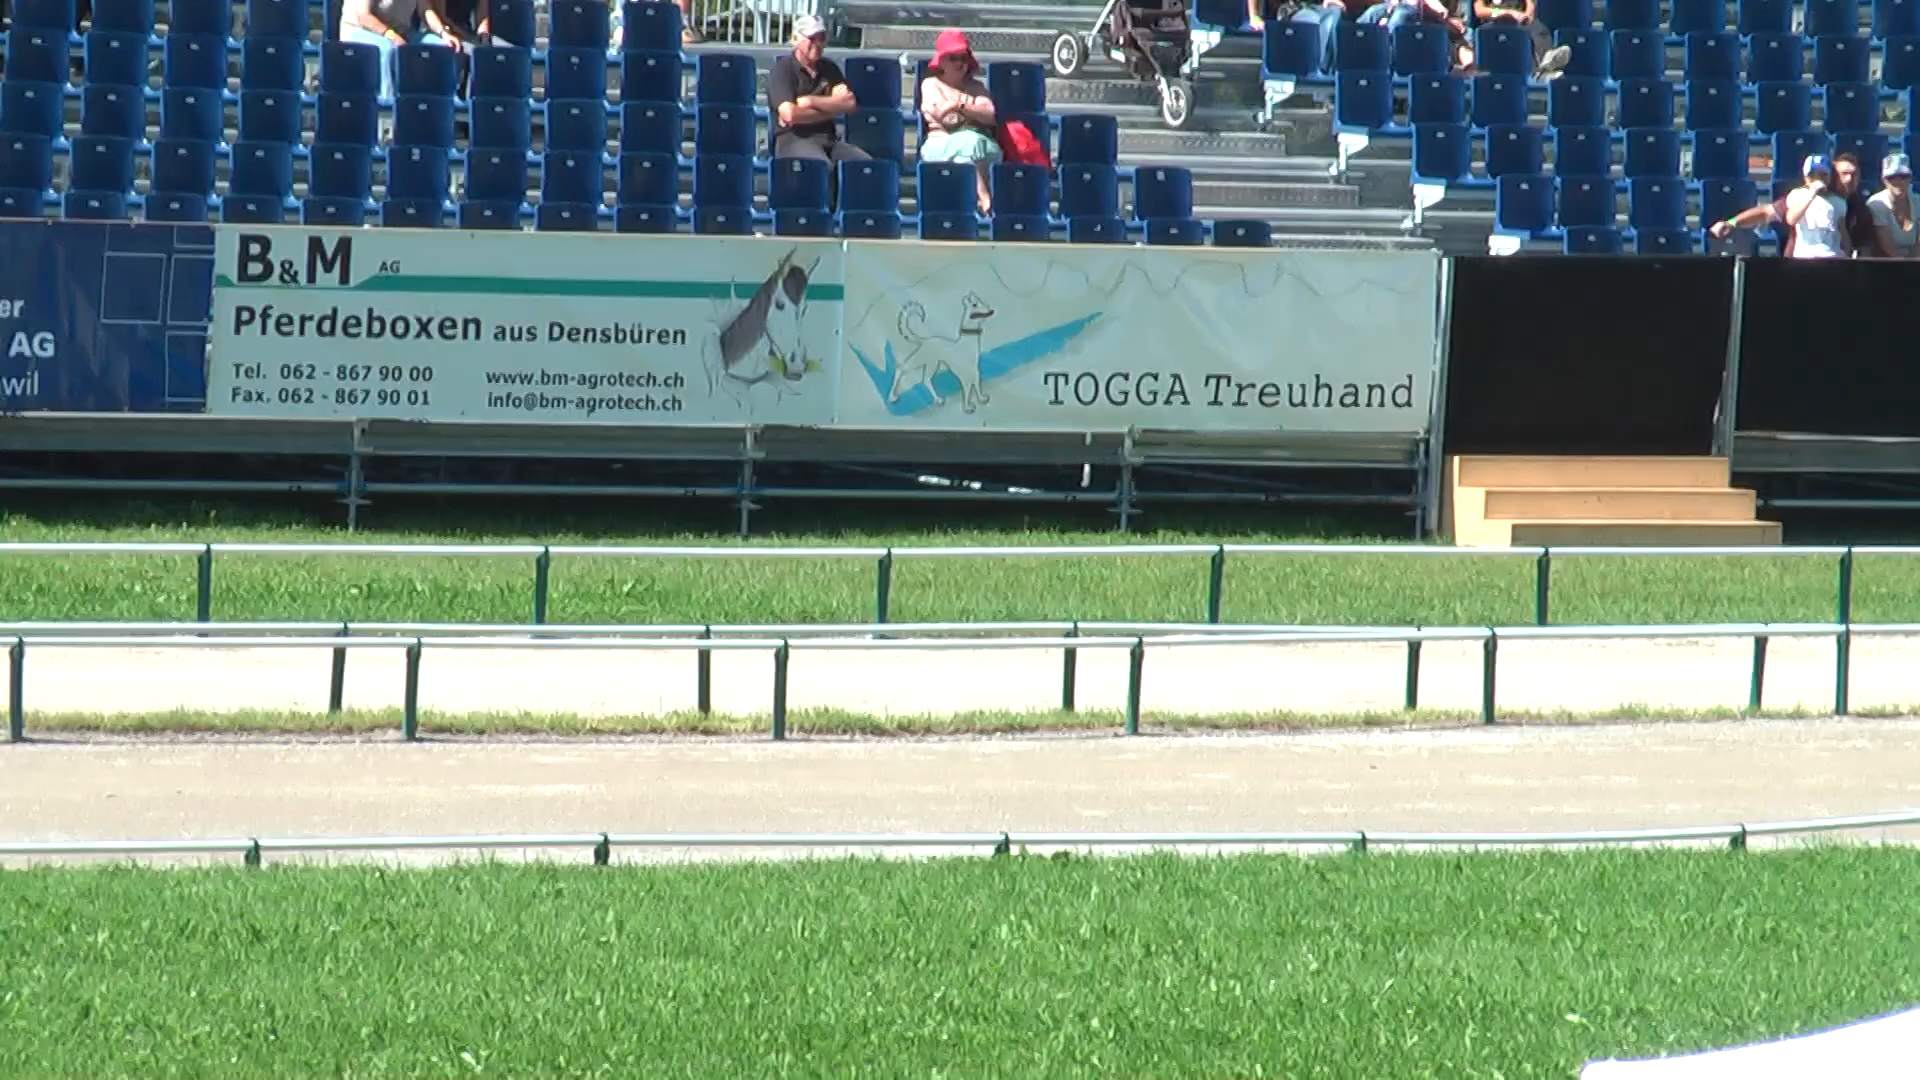 er
AG
wil
B&M AG
Pferdeboxen aus Densbüren
Tel. 062 - 867 90 00 www.bm-agrotech.ch
Fax. 062 - 867 90 01 info@bm-agrotech.ch
TOGGA Treuhand